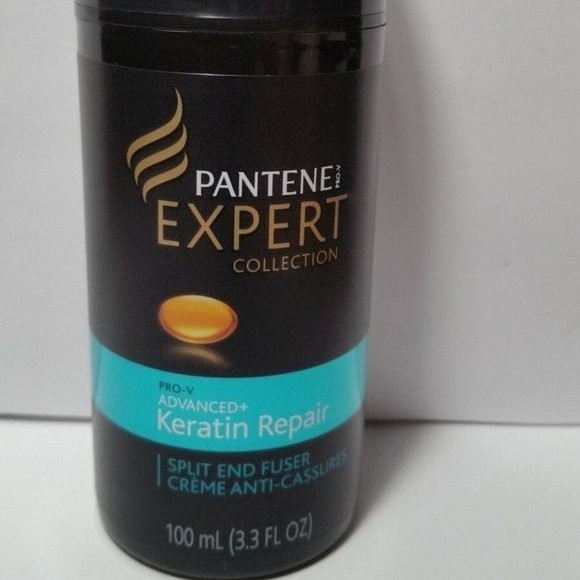 PANTENE PRO-V
EXPERT
COLLECTION
PRO-V
ADVANCED+
Keratin Repair
SPLIT END FUSER
CRÈME ANTI-CASSURES
100 mL (3.3 FL OZ)